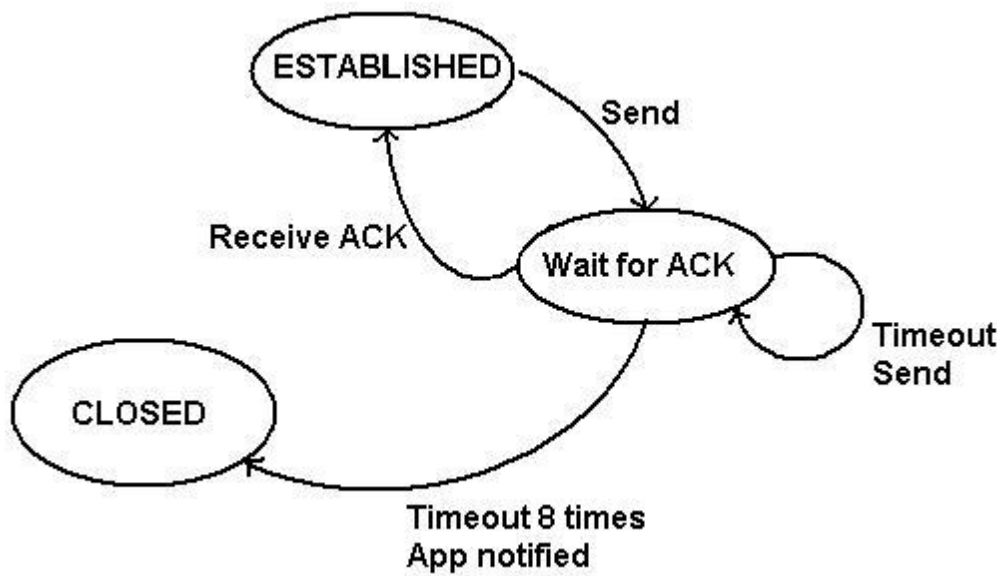 ESTABLISHED
Send
Receive ACK
Wait for ACK
Timeout
Send
CLOSED
Timeout 8 times
App notified